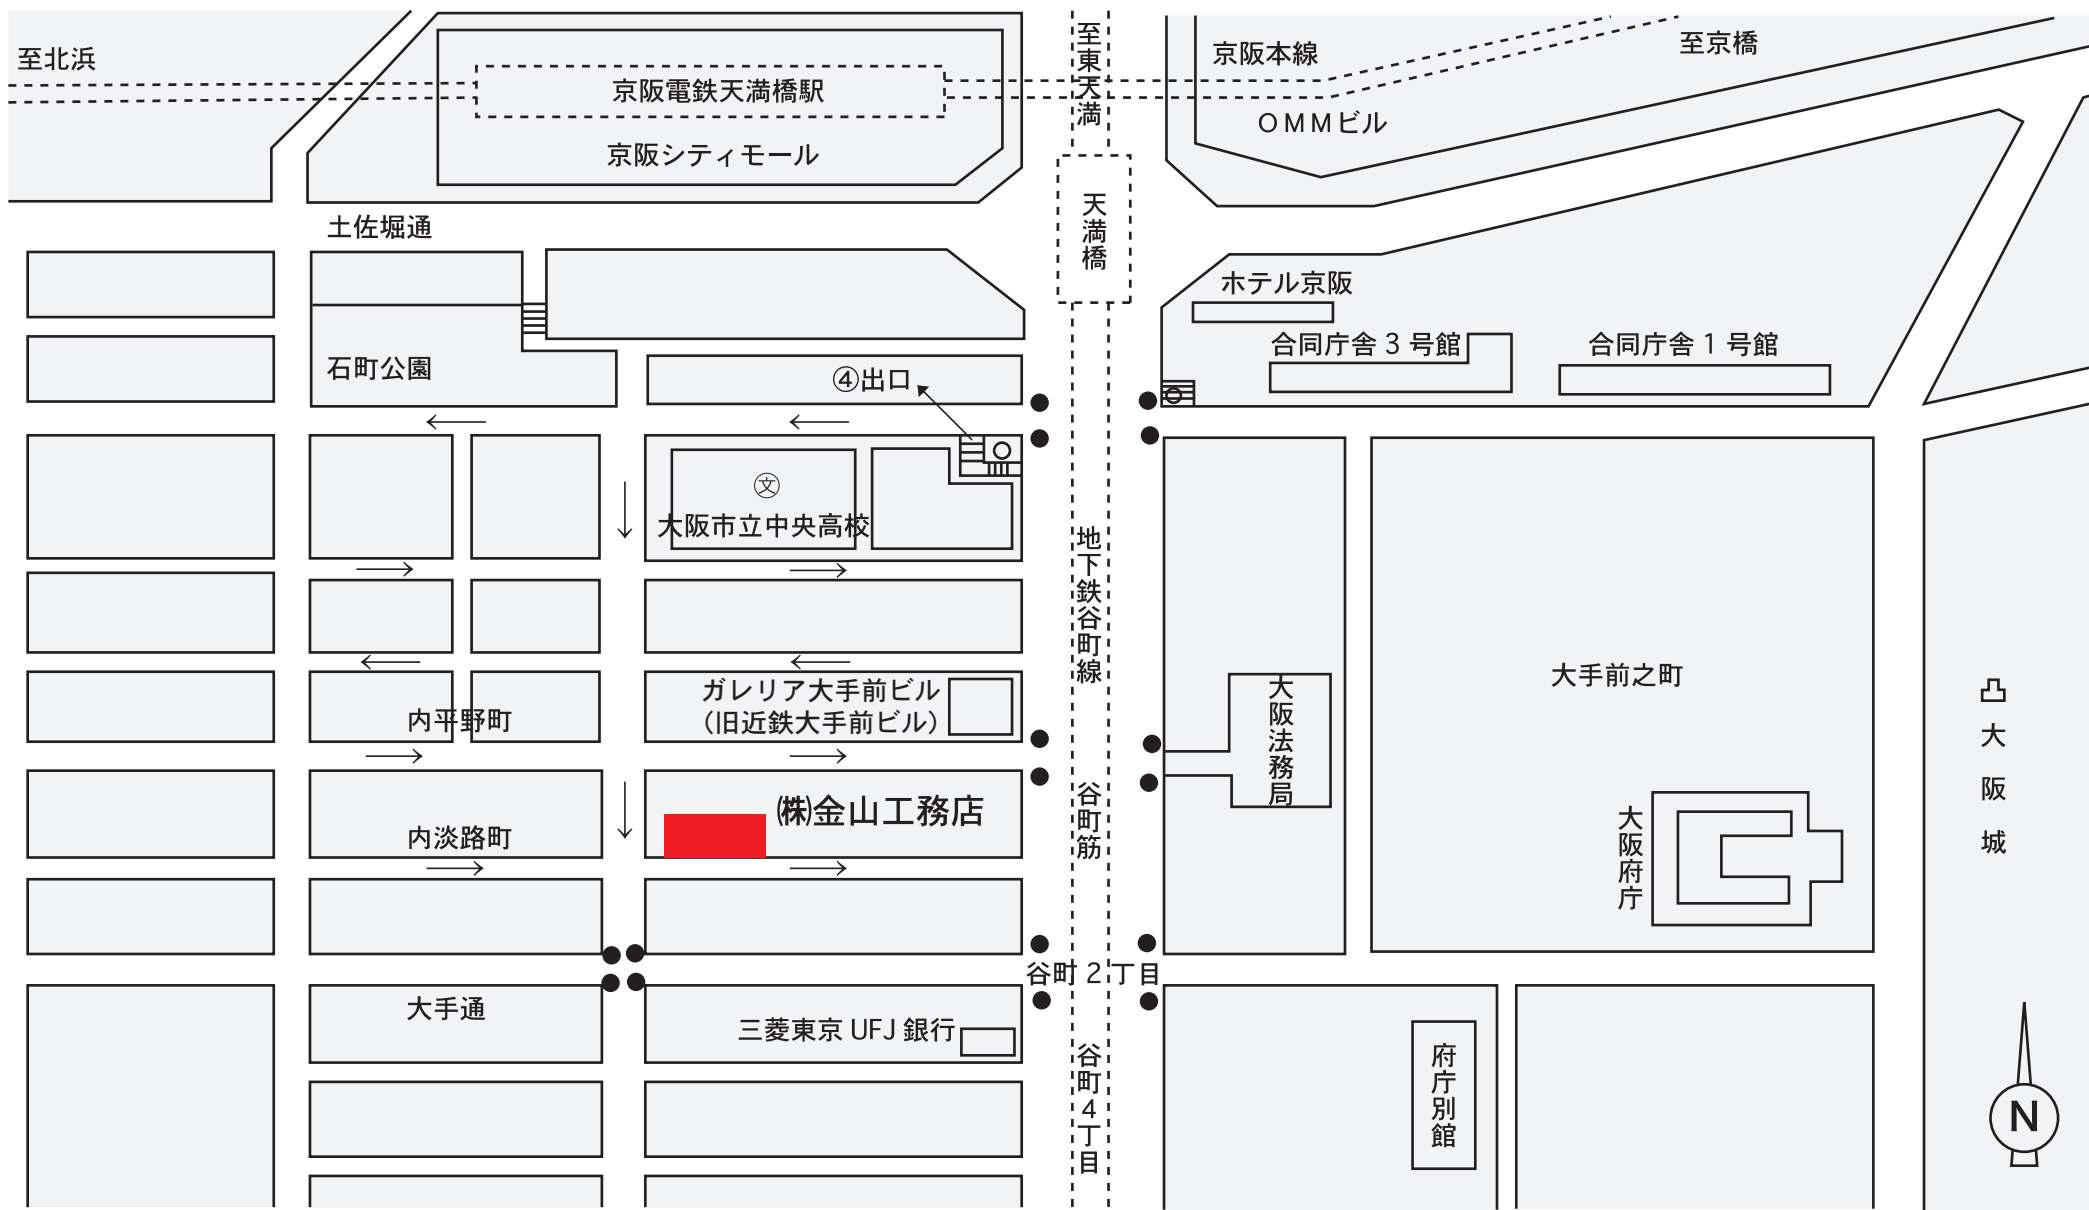 至北浜
京阪電鉄天満橋駅
京阪シティモール
至東天満
京阪本線
至京橋
OMMビル
土佐堀通
天満橋
ホテル京阪
合同庁舎3号館
合同庁舎1号館
石町公園
④出口
文
大阪市立中央高校
地下鉄谷町線
ガレリア大手前ビル
(旧近鉄大手前ビル)
内平野町
大阪法務局
大手前之町
大阪城
㈱金山工務店
内淡路町
谷町筋
大阪府庁
谷町2丁目
大手通
三菱東京UFJ銀行
谷町4丁目
府庁別館
N